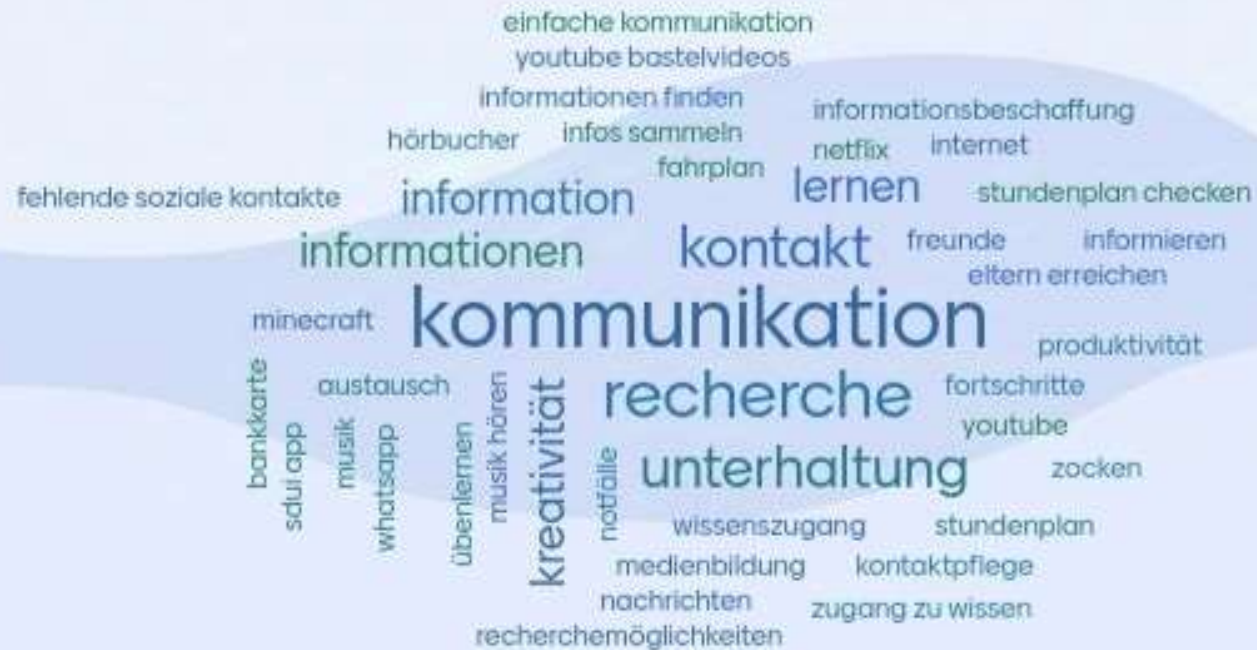 einfache kommunikation
youtube bastelvideos
informationen finden
informationsbeschaffung
hörbucher
infos sammeln
netflix
internet
fahrplan
fehlende soziale kontakte
information
lernen
stundenplan checken
informationen
kontakt
freunde
informieren
eltern erreichen
minecraft
kommunikation
produktivität
austausch
recherche
fortschritte
youtube
bankkarte
sdui app
musik
whatsapp
übenlernen
musik hören
kreativität
notfälle
unterhaltung
zocken
wissenszugang
stundenplan
medienbildung
kontaktpflege
nachrichten
zugang zu wissen
recherchemöglichkeiten